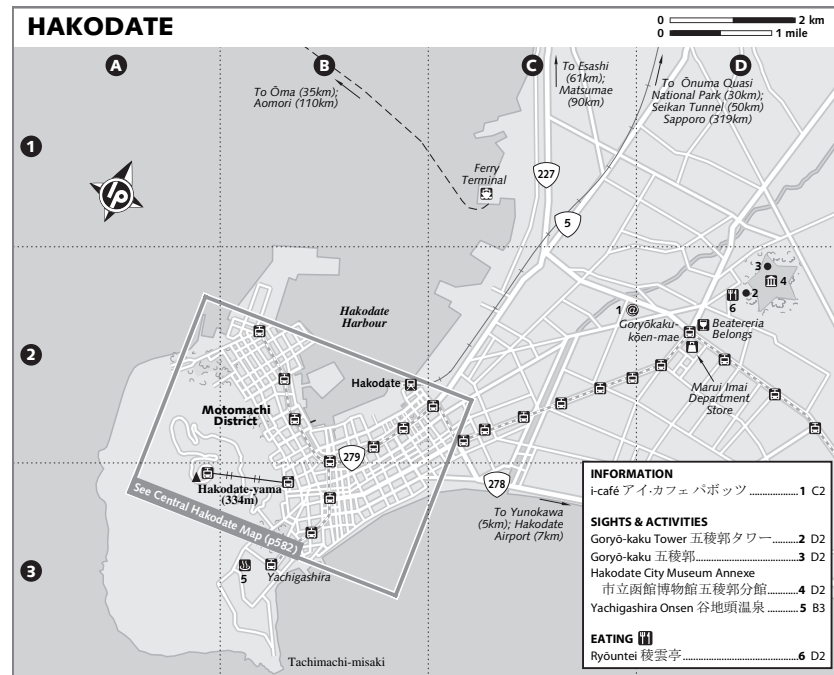 HAKODATE
0 2 km
0 1 mile
A
B
C
D
To Ōma (35km);
Aomori (110km)
To Esashi
(61km);
Matsumae
(90km)
To Ōnuma Quasi
National Park (30km);
Seikan Tunnel (50km)
Sapporo (319km)
1
lp
Ferry
Terminal
227
5
3
4
2
6
1 @
Goryōkaku-
kōen-mae
Beatereria
Belongs
Hakodate
Harbour
2
Hakodate
Marui Imai
Department
Store
Motomachi
District
279
278
Hakodate-yama
(334m)
See Central Hakodate Map (p582)
To Yunokawa
(5km); Hakodate
Airport (7km)
3
5
Yachigashira
Tachimachi-misaki
INFORMATION
i-café アイ·カフェ パボッツ 1 C2
SIGHTS & ACTIVITIES
Goryō-kaku Tower 五稜郭タワー 2 D2
Goryō-kaku 五稜郭 3 D2
Hakodate City Museum Annexe
市立函館博物館五稜郭分館 4 D2
Yachigashira Onsen 谷地頭温泉 5 B3
EATING
Ryōuntei 稜雲亭 6 D2